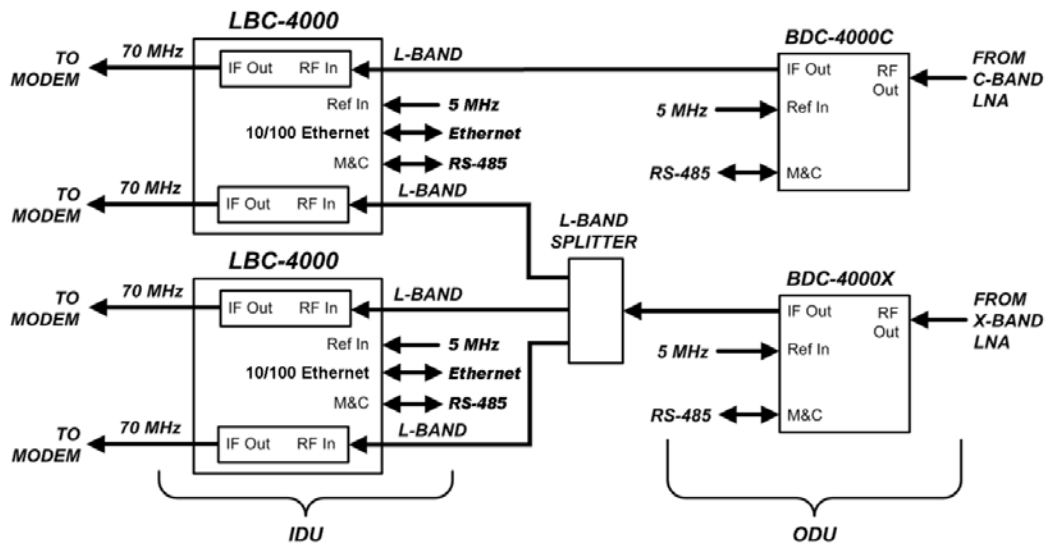 LBC-4000
BDC-4000C
TO
MODEM
70 MHz
IF Out
RF In
L-BAND
IF Out
RF
Out
FROM
C-BAND
LNA
Ref In
5 MHz
5 MHz
Ref In
10/100 Ethernet
Ethernet
M&C
RS-485
RS-485
M&C
TO
MODEM
70 MHz
IF Out
RF In
L-BAND
L-BAND
SPLITTER
LBC-4000
BDC-4000X
TO
MODEM
70 MHz
IF Out
RF In
L-BAND
IF Out
RF
Out
FROM
X-BAND
LNA
Ref In
5 MHz
5 MHz
Ref In
10/100 Ethernet
Ethernet
M&C
RS-485
RS-485
M&C
TO
MODEM
70 MHz
IF Out
RF In
L-BAND
IDU
ODU